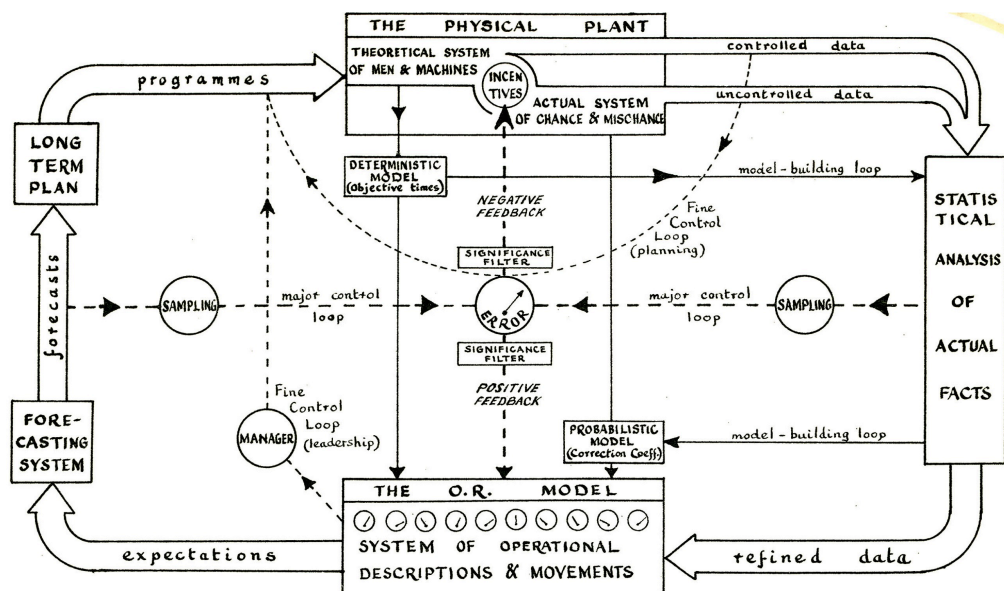 THE PHYSICAL PLANT
THEORETICAL SYSTEM
OF MEN & MACHINES
INCEN
TIVES
ACTUAL SYSTEM
OF CHANCE & MISCHANCE
controlled data
uncontrolled data
programmes
LONG
TERM
PLAN
DETERMINISTIC
MODEL
(Objective times)
model-building loop
NEGATIVE
FEEDBACK
Fine
Control
Loop
(planning)
STATIS
TICAL
ANALYSIS
OF
ACTUAL
FACTS
SIGNIFICANCE
FILTER
forecasts
SAMPLING
major control
loop
ERROR
major control
loop
SAMPLING
SIGNIFICANCE
FILTER
POSITIVE
FEEDBACK
Fine
Control
Loop
(leadership)
MANAGER
FORE-
CASTING
SYSTEM
PROBABILISTIC
MODEL
(Correction Coeff.)
model-building loop
THE O.R. MODEL
SYSTEM OF OPERATIONAL
DESCRIPTIONS & MOVEMENTS
expectations
refined data